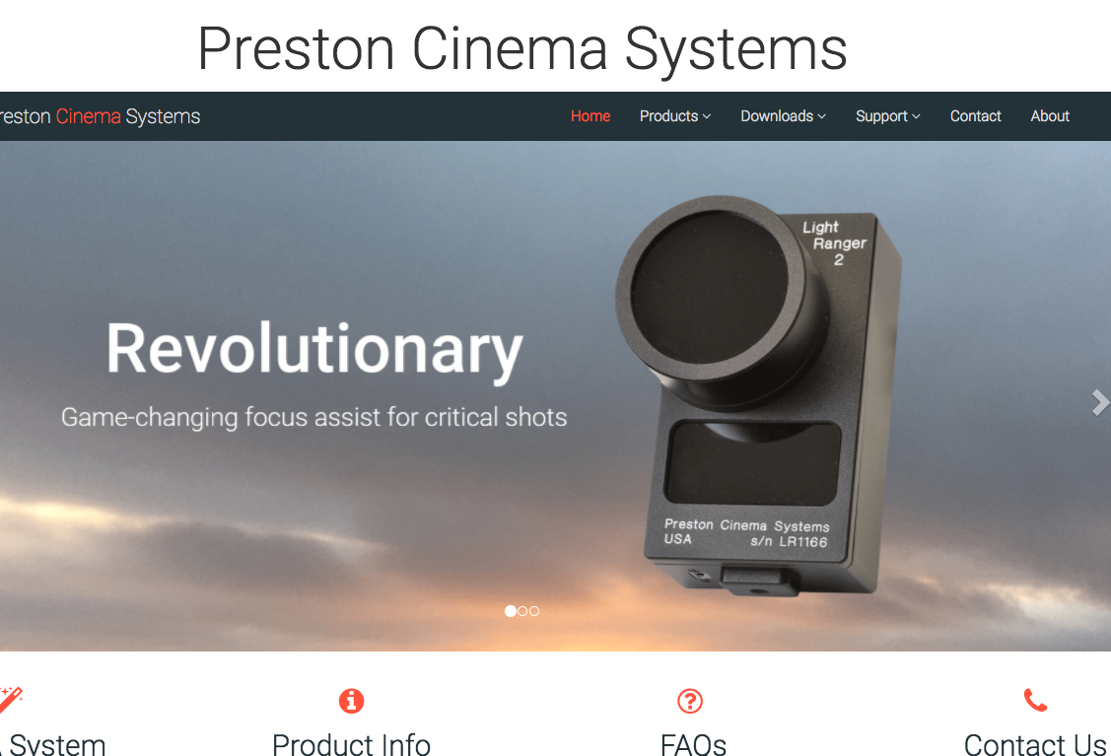 Preston Cinema Systems
reston Cinema Systems
Home Products Downloads Support Contact About
Light
Ranger
2
Revolutionary
Game-changing focus assist for critical shots
Preston Cinema Systems
USA s/n LR1166
System
Product Info
FAQs
Contact Us